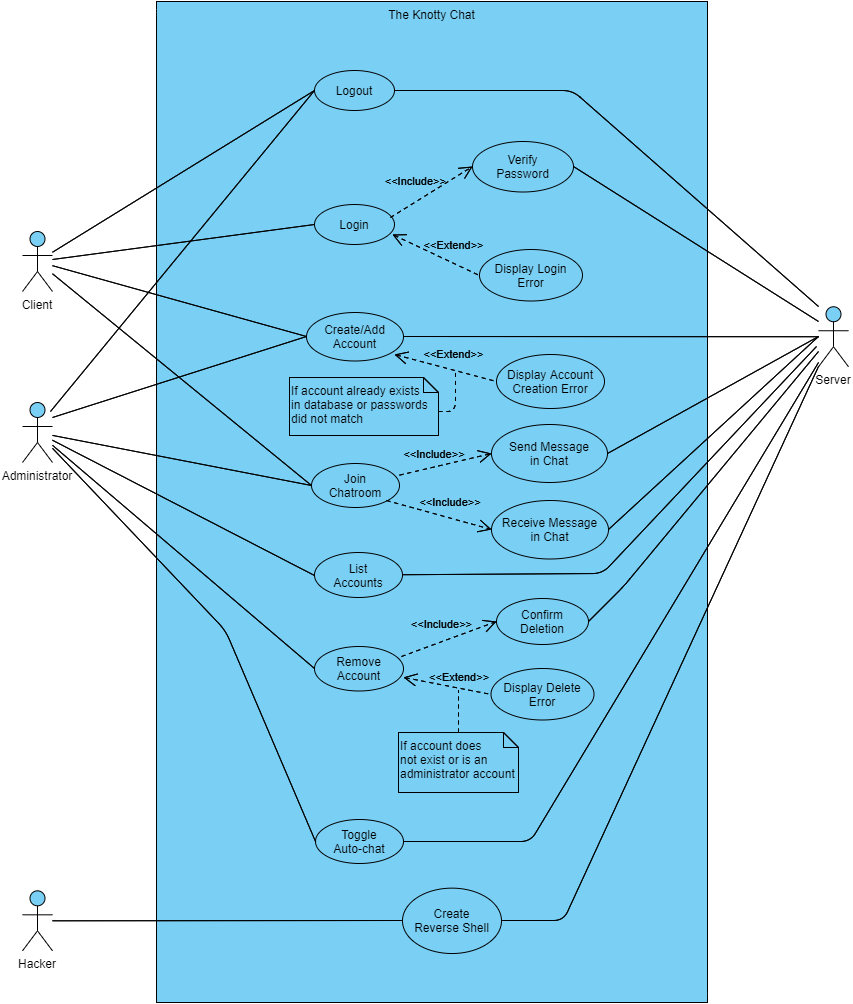 The Knotty Chat
Logout
Verify
Password
<<Include>>
Login
<<Extend>>
Display Login
Error
Client
Create/Add
Account
<<Extend>>
Display Account
Creation Error
Server
If account already exists
in database or passwords
did not match
Administrator
Send Message
in Chat
<<Include>>
Join
Chatroom
<<Include>>
Receive Message
in Chat
List
Accounts
Confirm
Deletion
<<Include>>
Remove
Account
<<Extend>>
Display Delete
Error
If account does
not exist or is an
administrator account
Toggle
Auto-chat
Create
Reverse Shell
Hacker